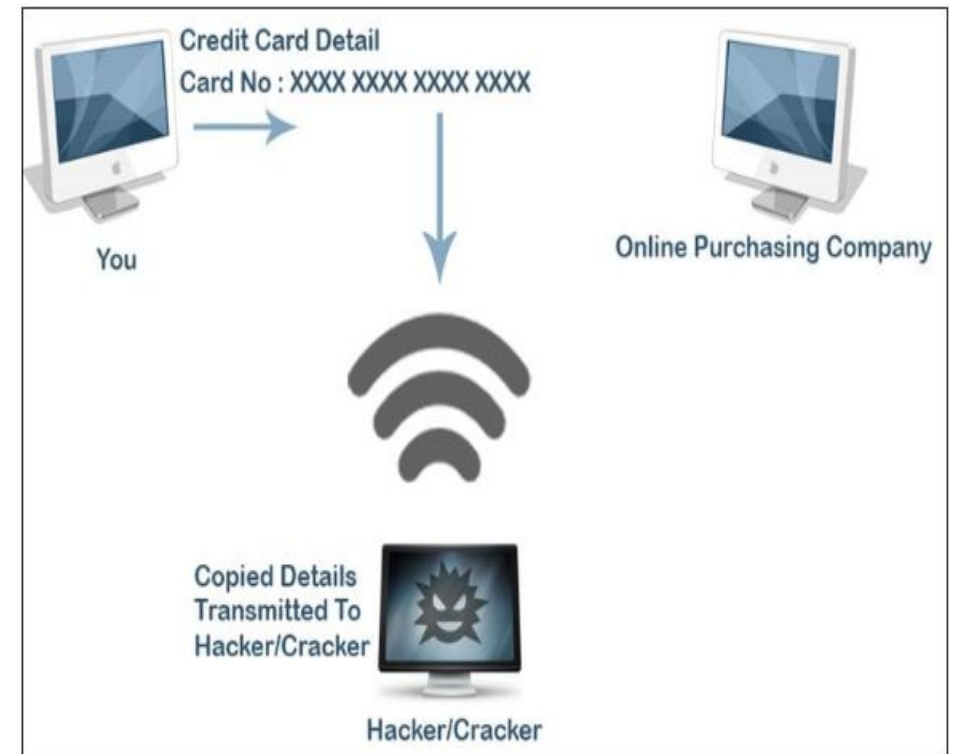 Credit Card Detail
Card No : XXXX XXXX XXXX XXXX
You
Online Purchasing Company
Copied Details
Transmitted To
Hacker/Cracker
Hacker/Cracker